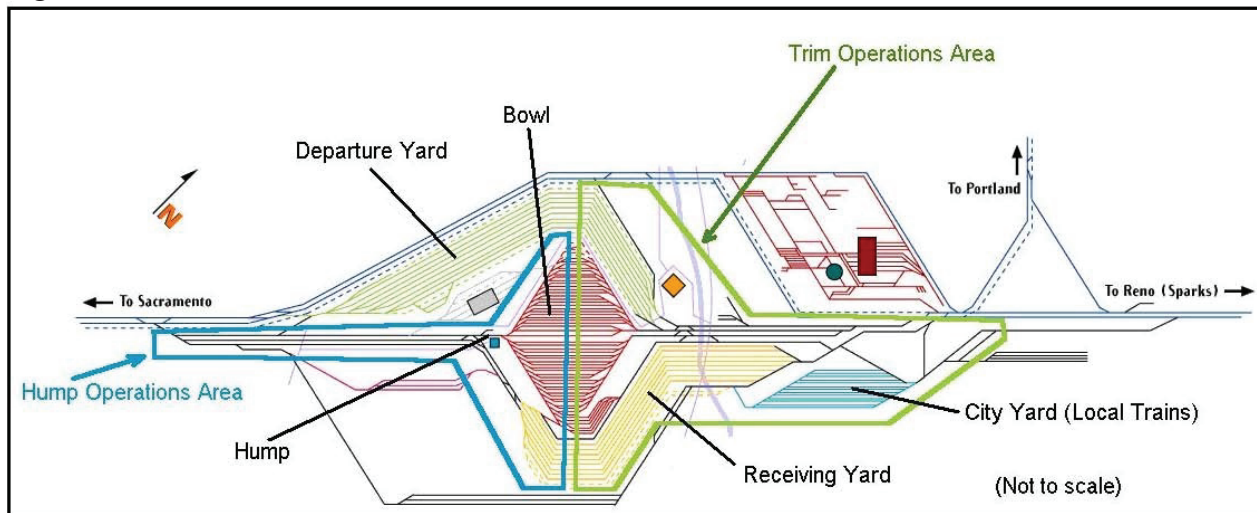 Trim Operations Area
Bowl
Departure Yard
To Portland
N
To Sacramento
To Reno (Sparks)
Hump Operations Area
City Yard (Local Trains)
Hump
Receiving Yard
(Not to scale)